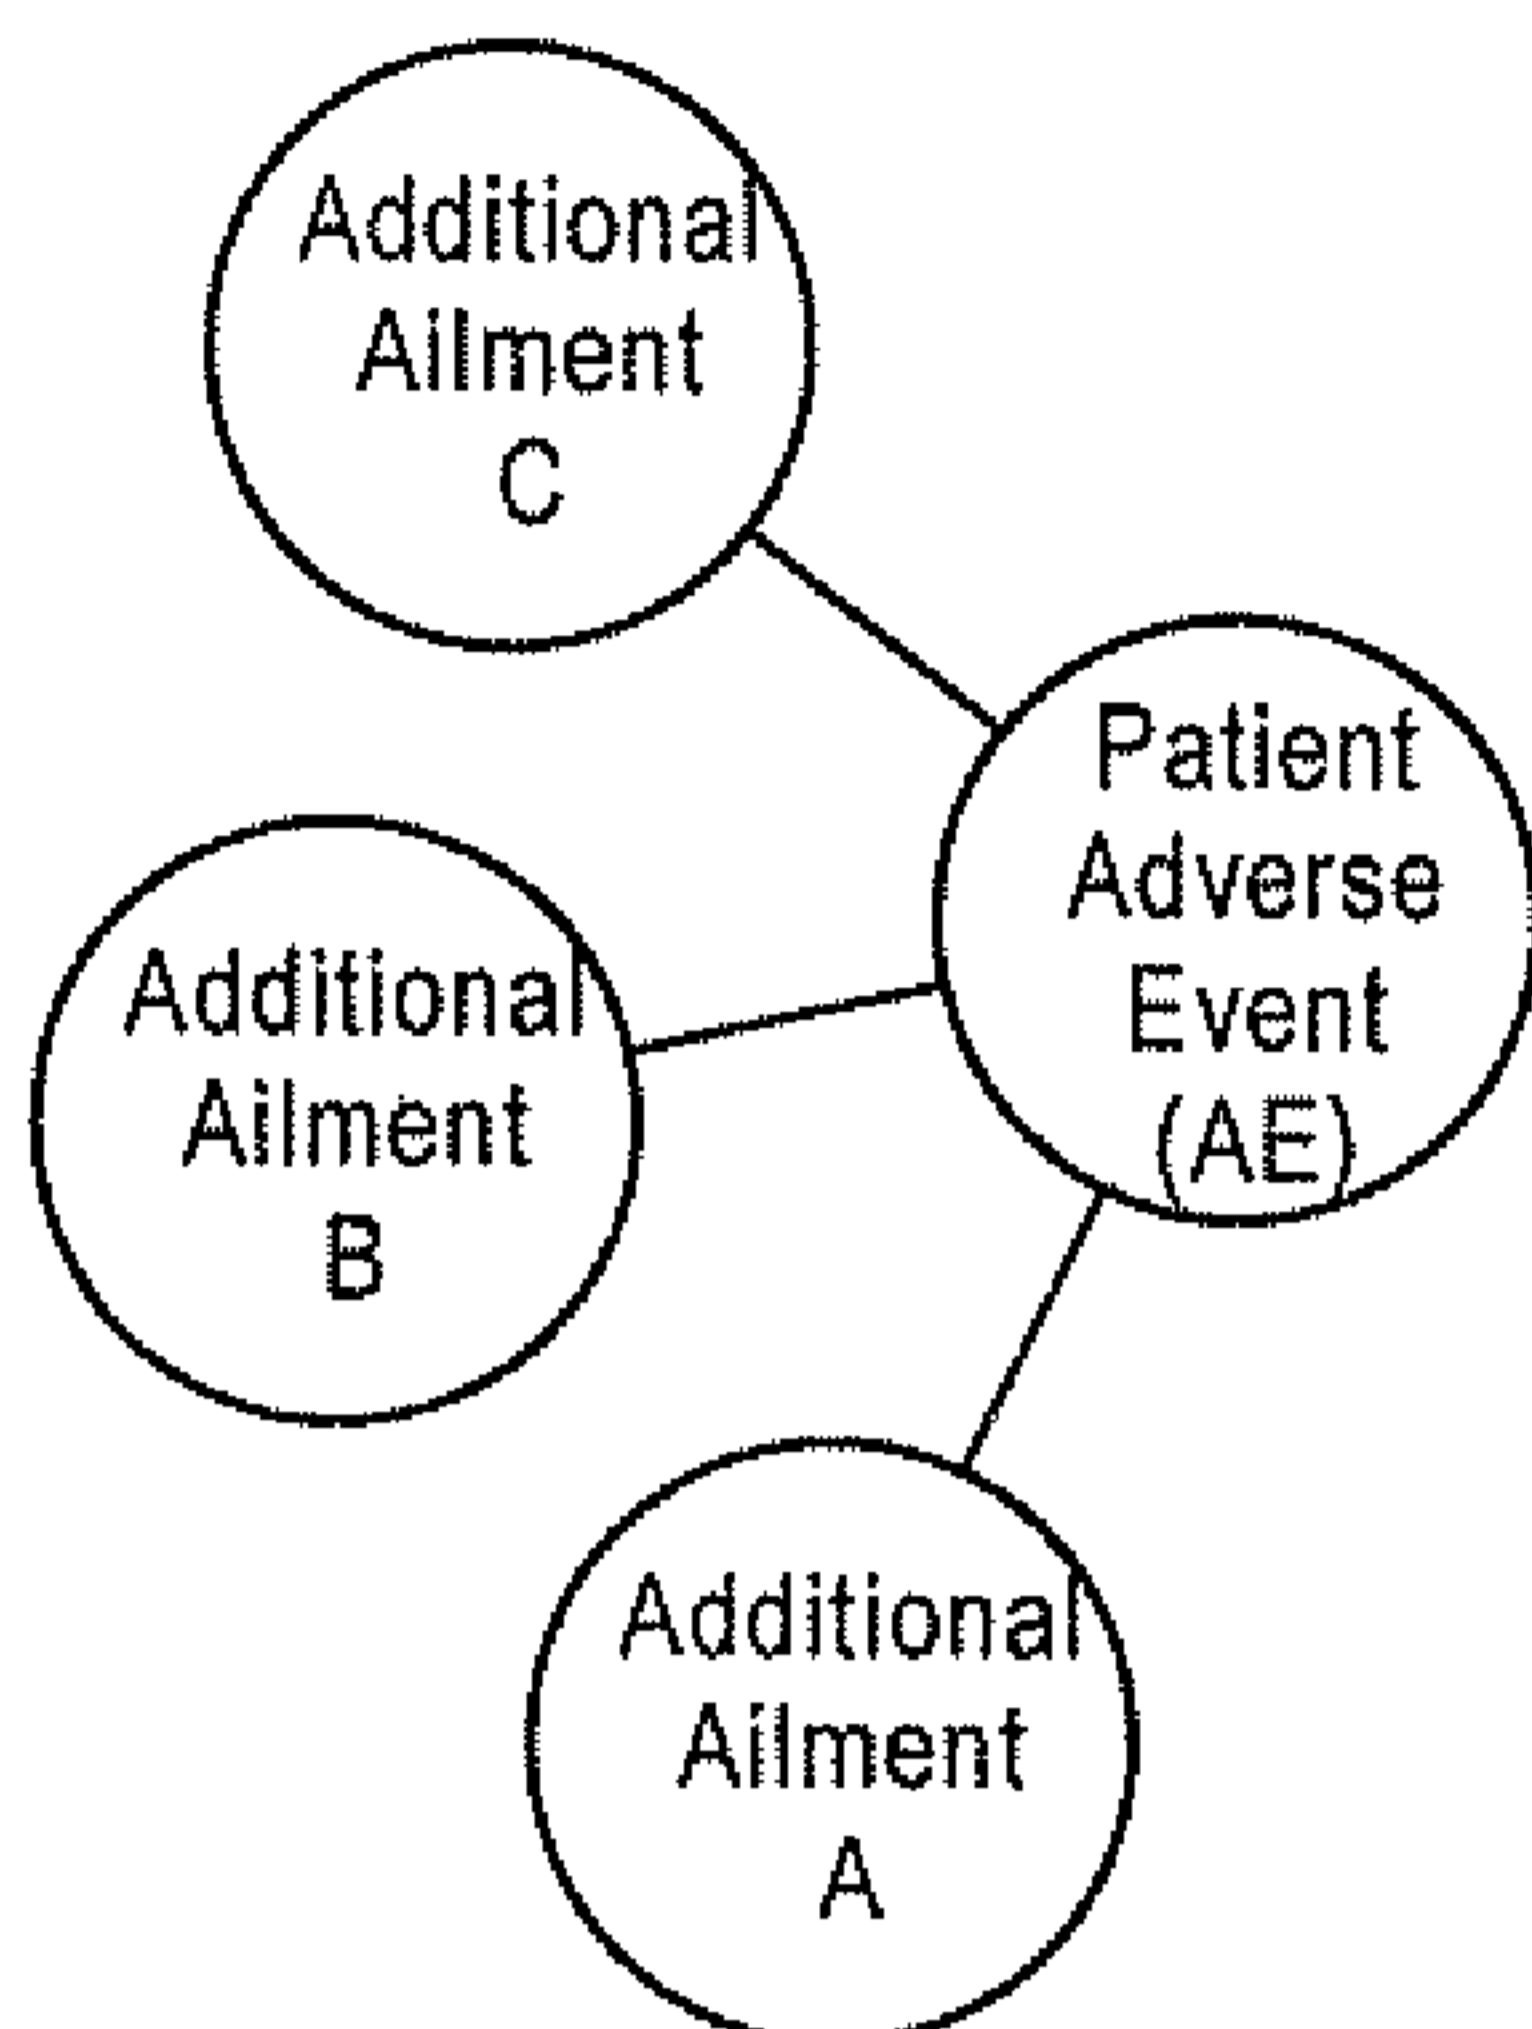 Additional
Ailment
C
Patient
Adverse
Event
(AE)
Additional
Ailment
B
Additional
Ailment
A